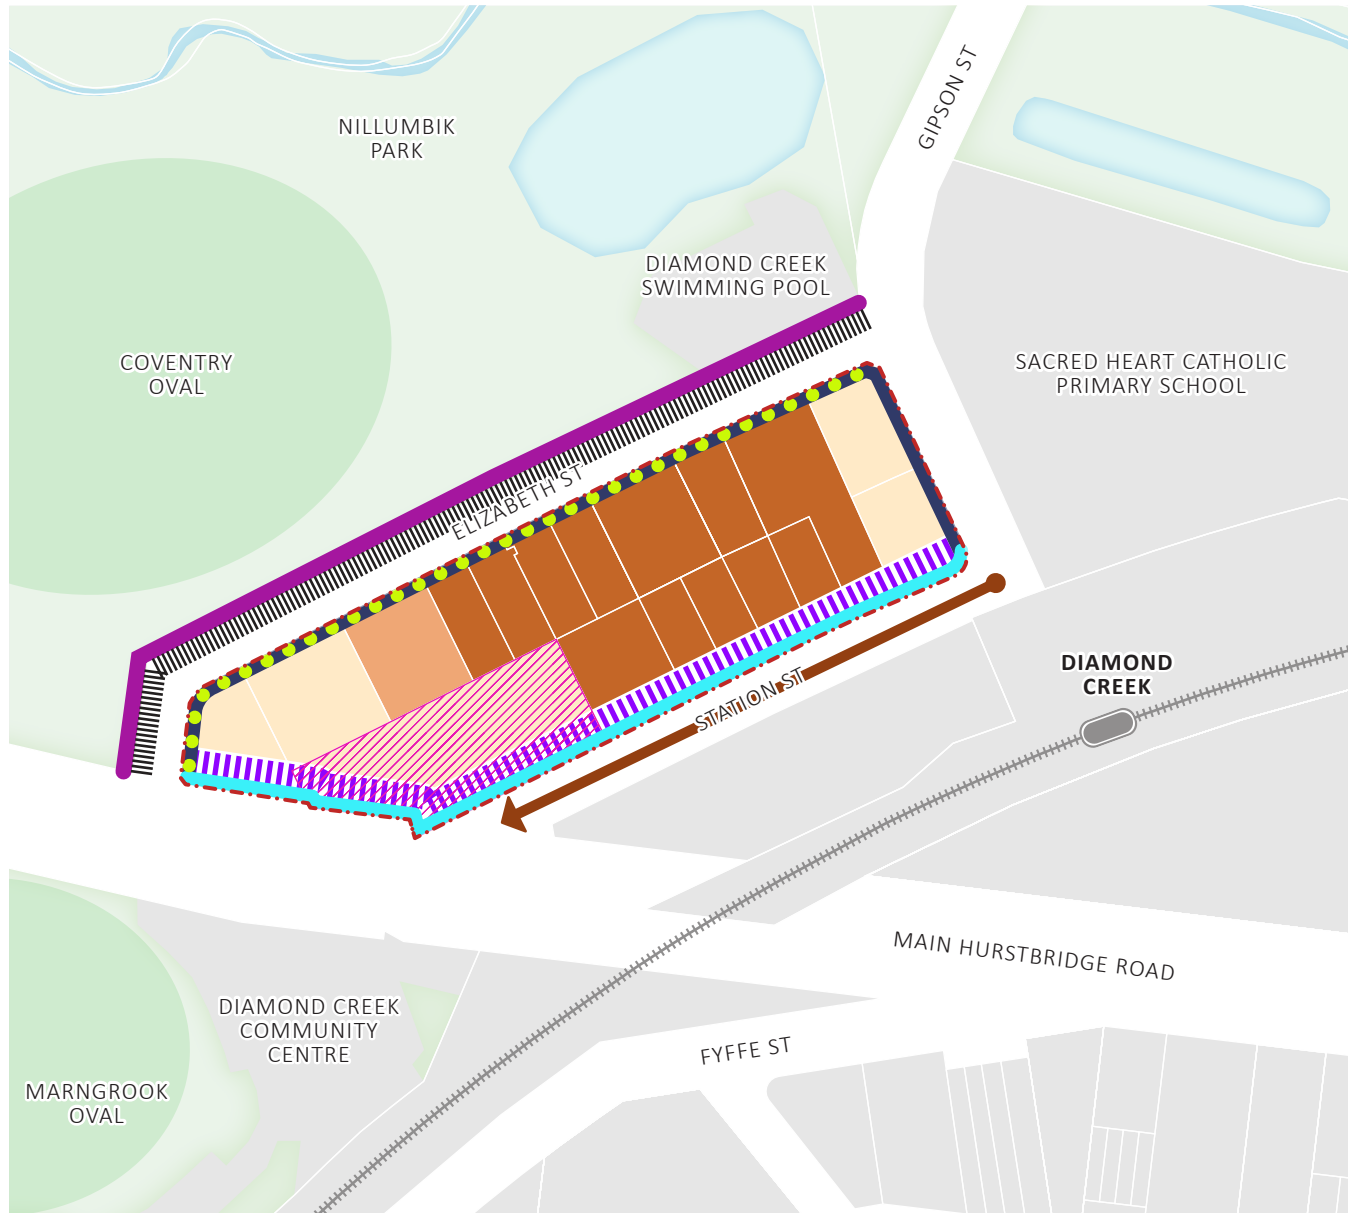 GIPSON ST
NILLUMBIK
PARK
DIAMOND CREEK
SWIMMING POOL
COVENTRY
OVAL
SACRED HEART CATHOLIC
PRIMARY SCHOOL
ELIZABETH ST
DIAMOND
CREEK
STATION ST
MAIN HURSTBRIDGE ROAD
DIAMOND CREEK
COMMUNITY
CENTRE
FYFFE ST
MARNGROOK
OVAL